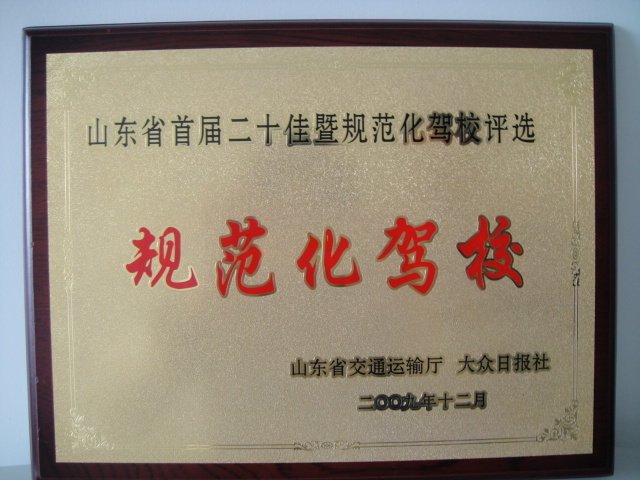 山东省首届二十佳暨规范化驾校评选
规范化驾校
山东省交通运输厅 大众日报社
二〇〇九年十二月